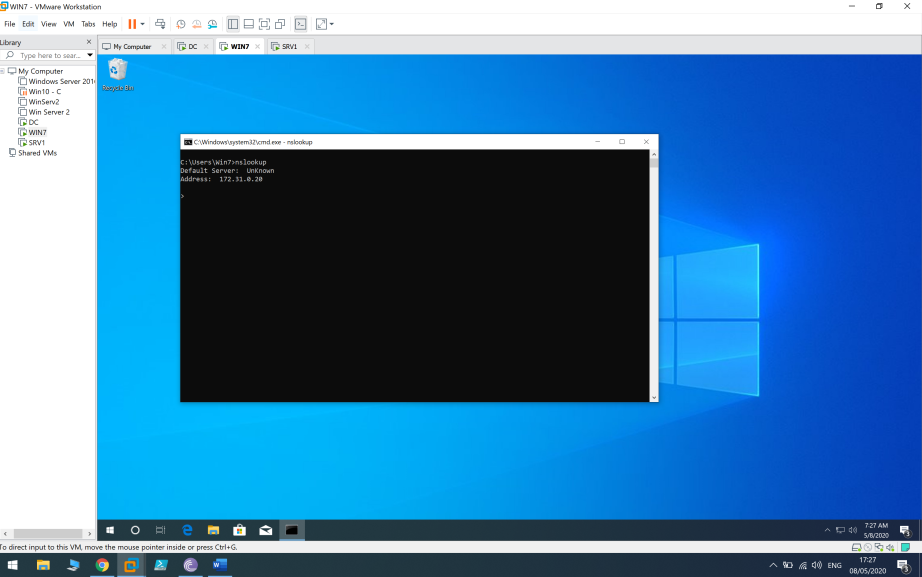 WIN7 - VMware Workstation
File Edit View VM Tabs Help
Library
Type here to sear...
My Computer
Windows Server 201
Win10 - C
WinServ2
Win Server 2
DC
WIN7
SRV1
Shared VMs
My Computer DC WIN7 SRV1
Recycle Bin
C:\Windows\system32\cmd.exe - nslookup
C:\Users\Win7>nslookup
Default Server: UnKnown
Address: 172.31.0.20
>
7:27 AM
5/8/2020
3
To direct input to this VM, move the mouse pointer inside or press Ctrl+G.
ENG
17:27
08/05/2020
3